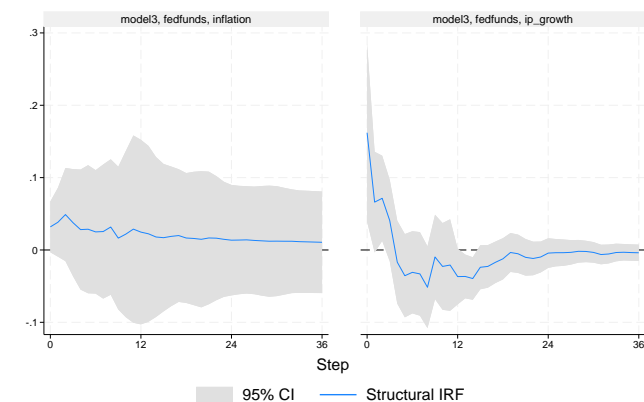 model3, fedfunds, inflation
model3, fedfunds, ip_growth
.3
.2
.1
0
-.1
0 12 24 36
0 12 24 36
Step
95% CI
Structural IRF